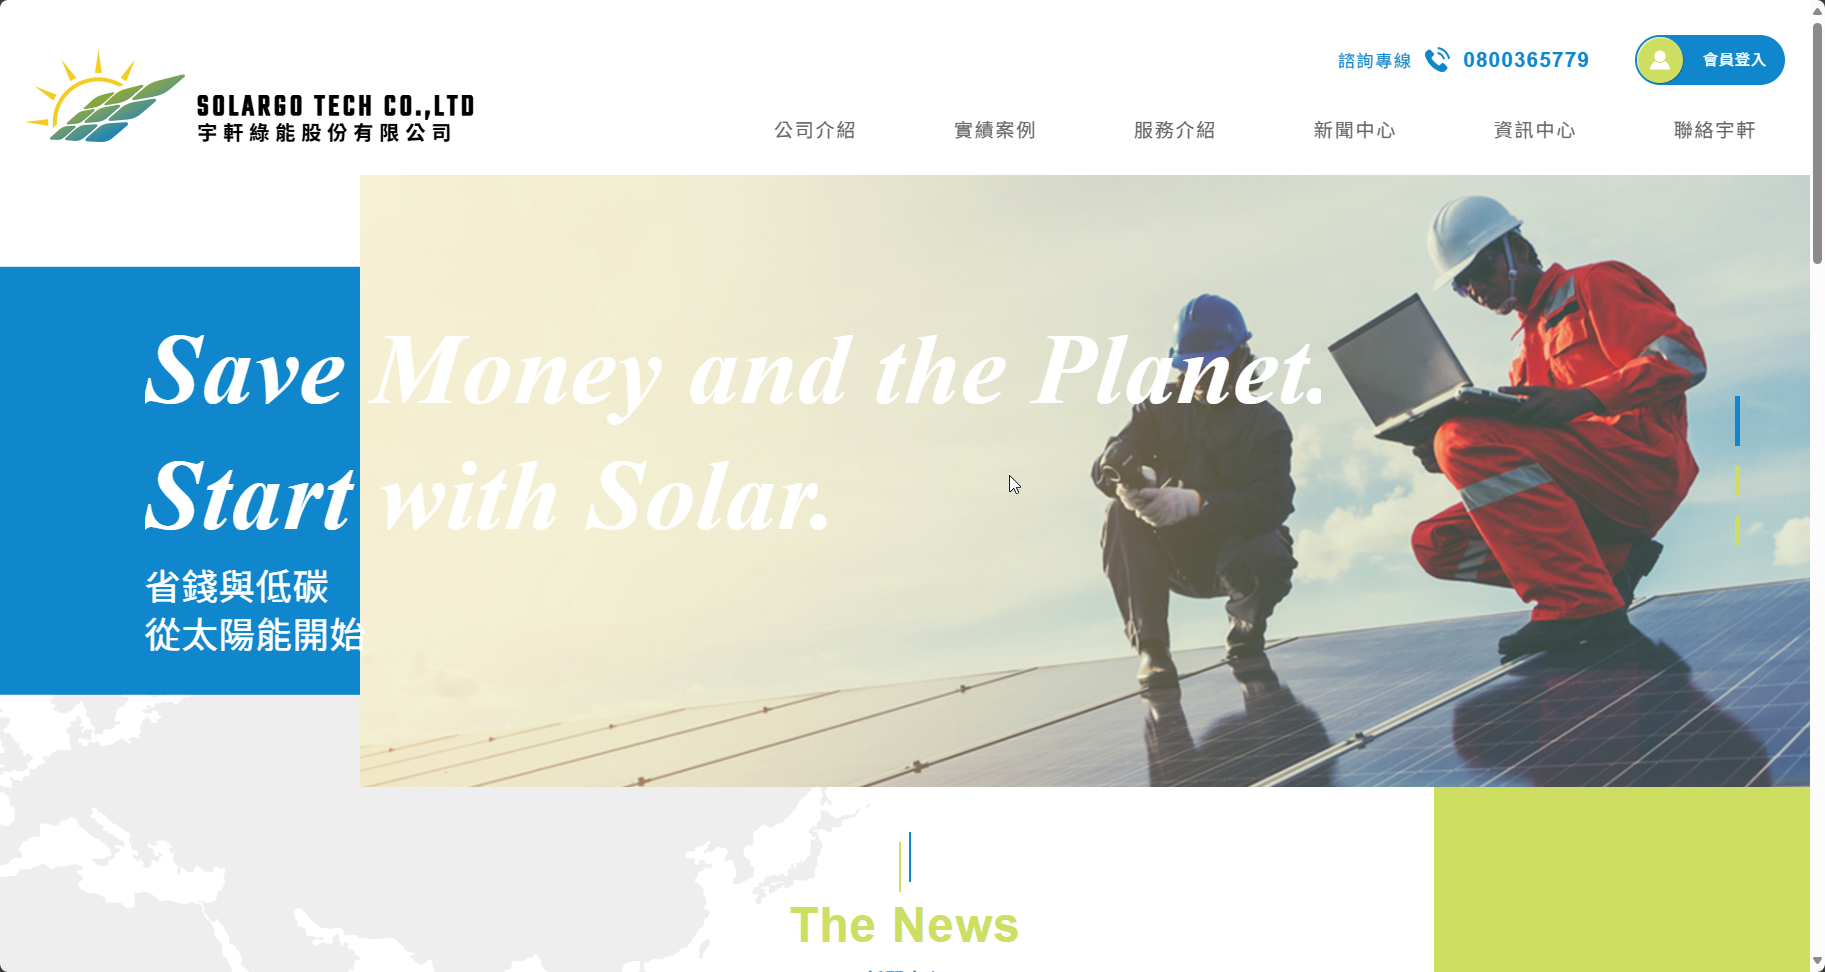 諮詢專線 0800365779 會員登入
SOLARGO TECH CO.,LTD
宇軒綠能股份有限公司
公司介紹 實績案例 服務介紹 新聞中心 資訊中心 聯絡宇軒
Save Money and the Planet.
Start with Solar.
省錢與低碳
從太陽能開始
The News